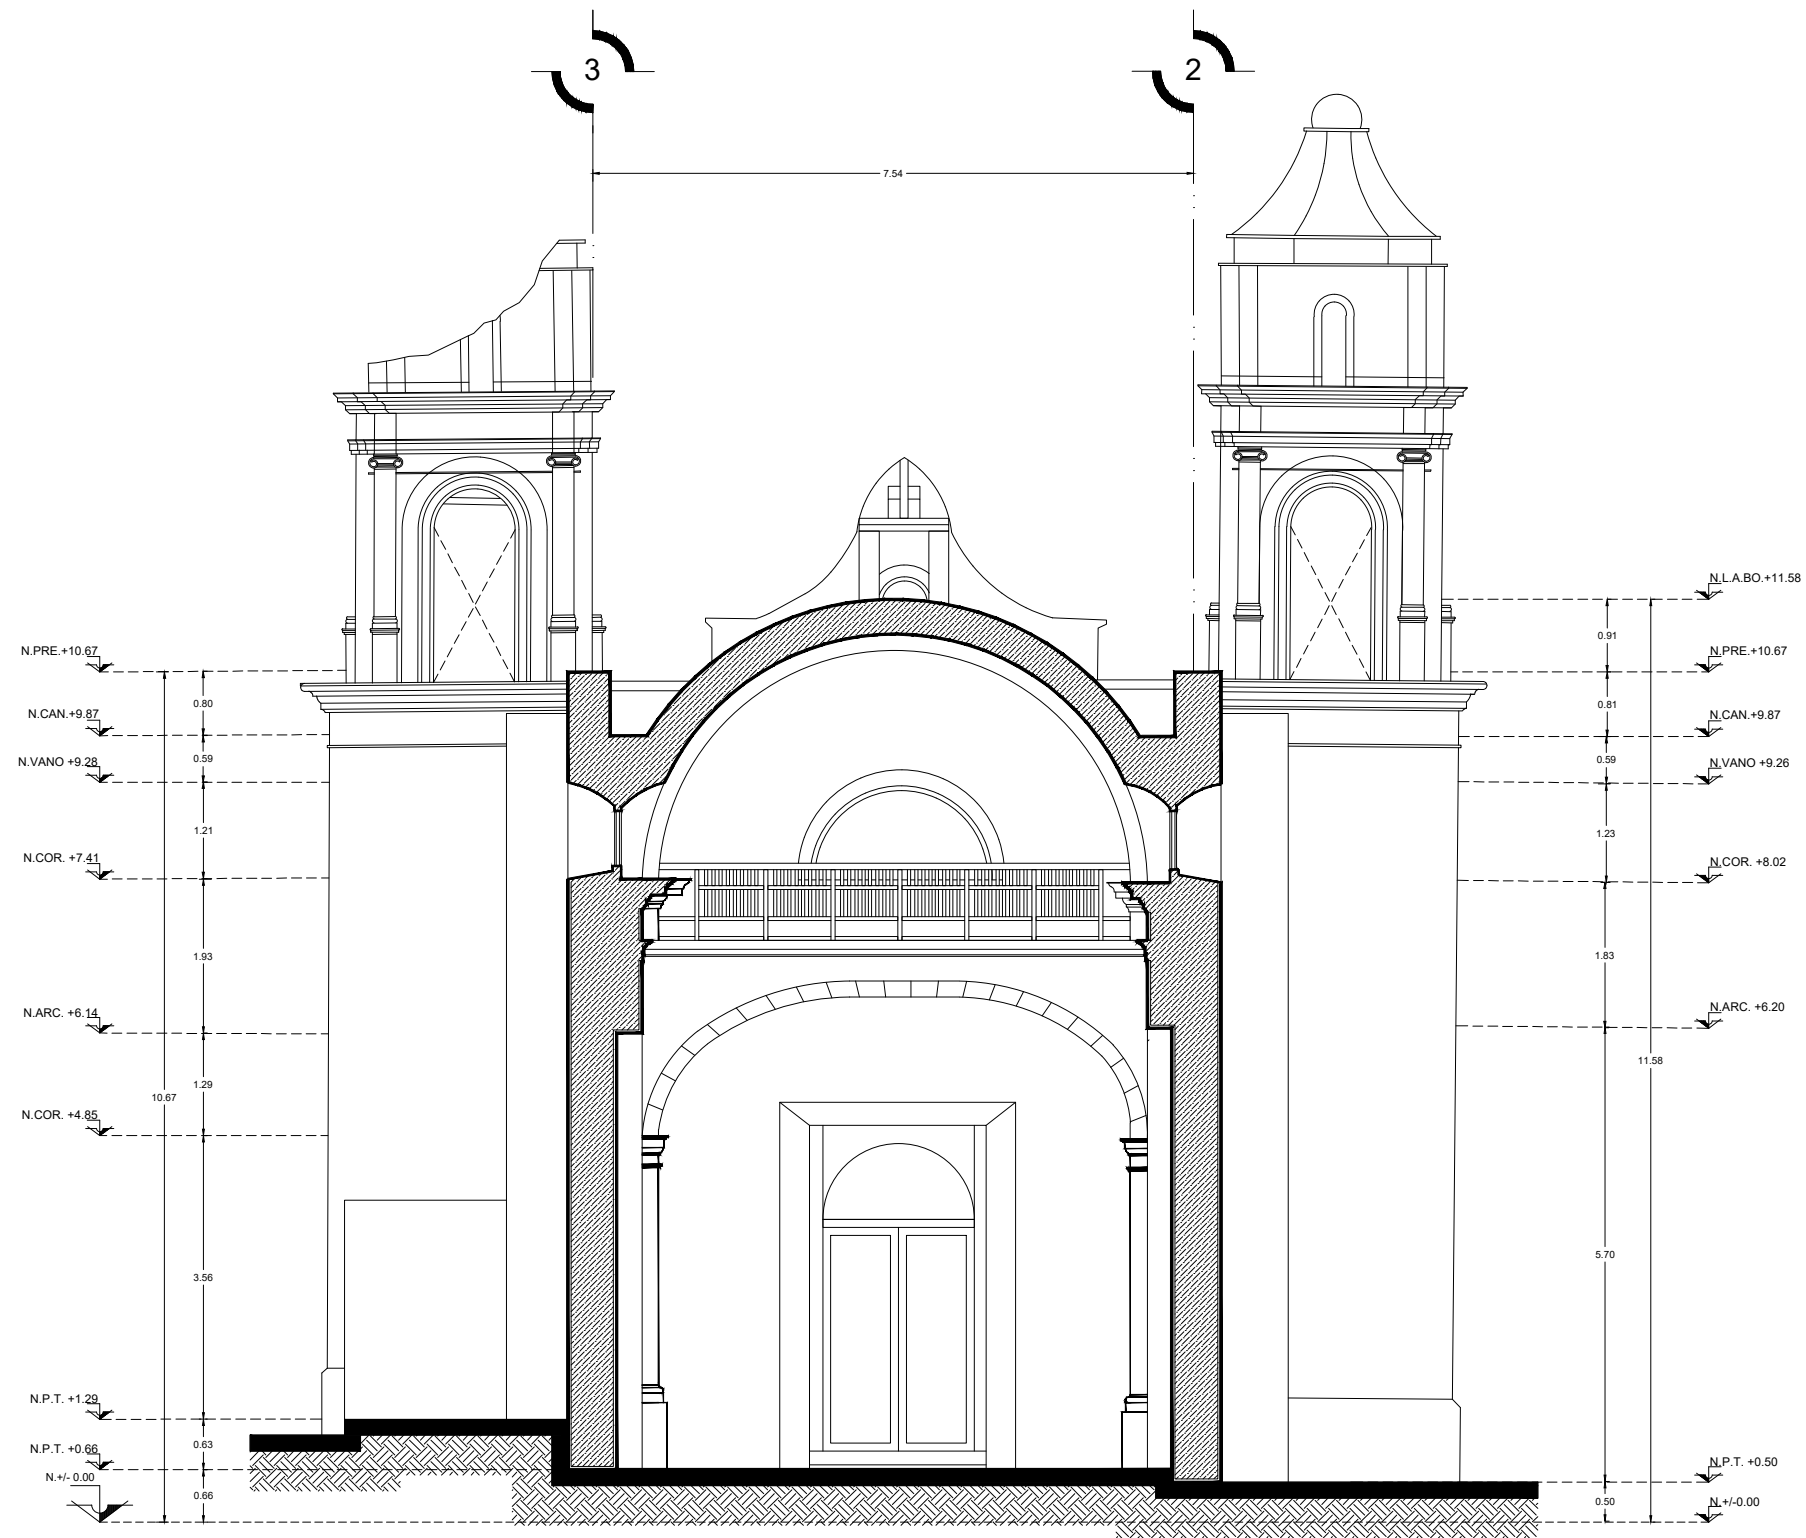 3
2
7.54
N.L.A.BO.+11.58
0.91
N.PRE.+10.67
N.PRE.+10.67
0.80
0.81
N.CAN.+9.87
N.CAN.+9.87
0.59
0.59
N.VANO +9.28
N.VANO +9.26
1.21
1.23
N.COR. +7.41
N.COR. +8.02
1.93
1.83
N.ARC. +6.14
N.ARC. +6.20
11.58
1.29
10.67
N.COR. +4.85
5.70
3.56
N.P.T. +1.29
0.63
N.P.T. +0.66
N.P.T. +0.50
N.+/- 0.00
0.66
0.50
N.+/-0.00